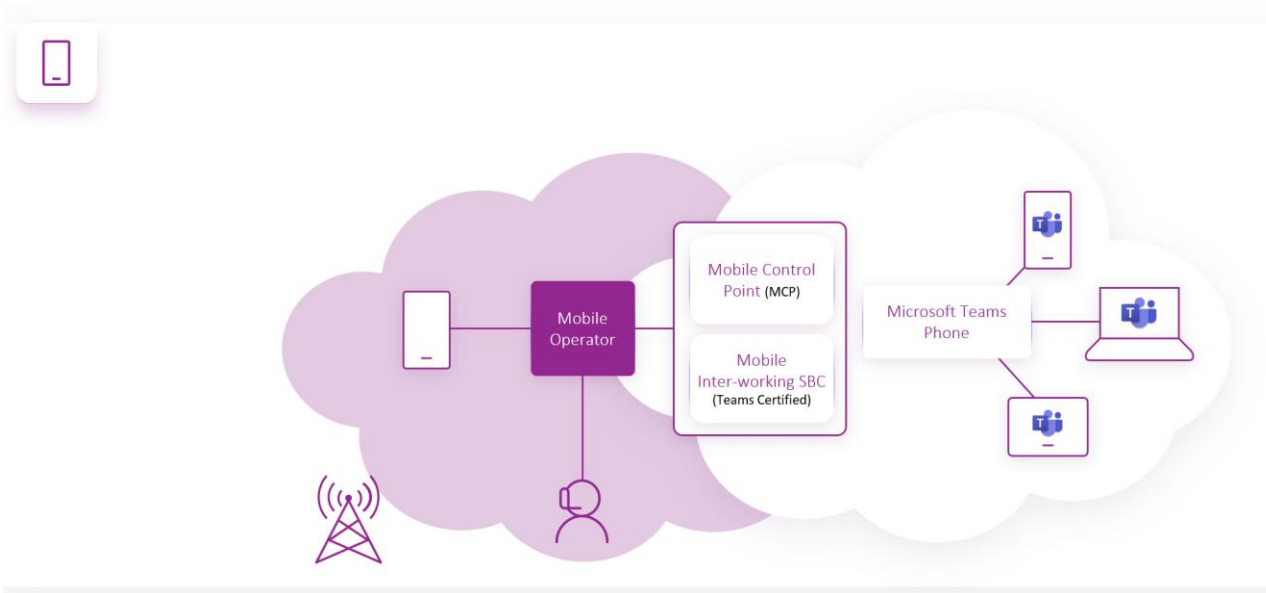 Mobile
Operator
Mobile Control
Point (MCP)
Mobile
Inter-working SBC
(Teams Certified)
Microsoft Teams
Phone
T
T
T